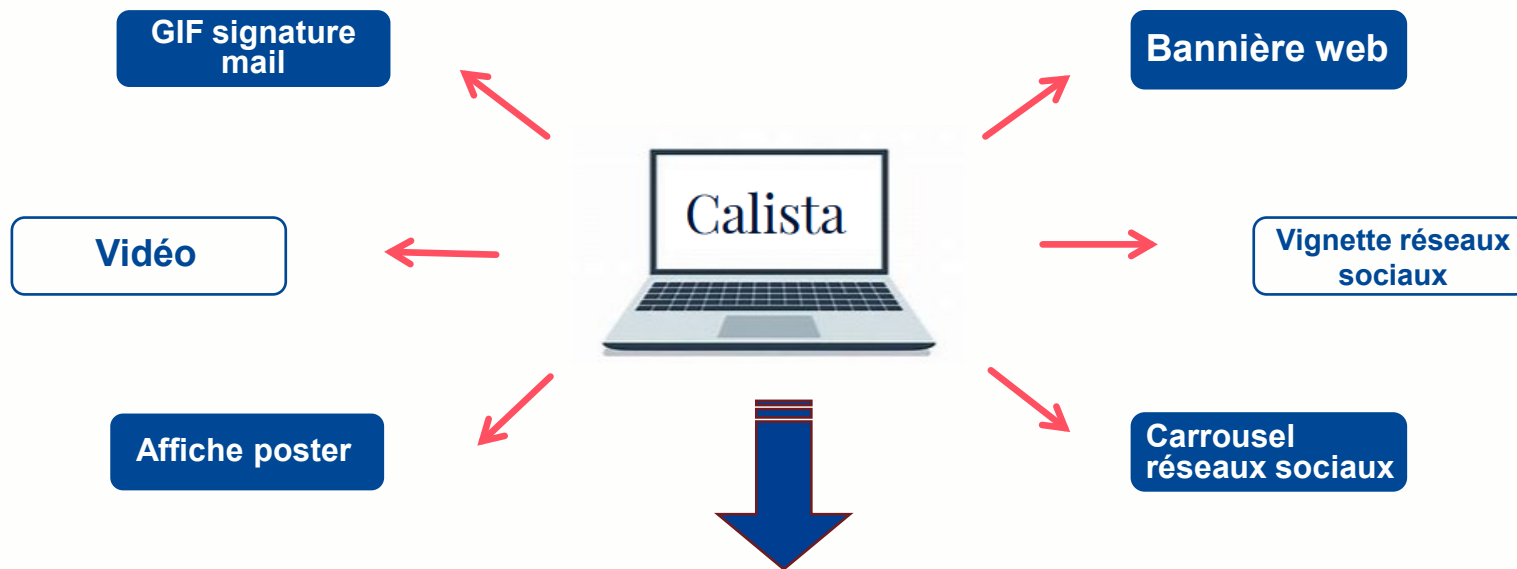 GIF signature
mail
Bannière web
Calista
Vidéo
Vignette réseaux
sociaux
Affiche poster
Carrousel
réseaux sociaux